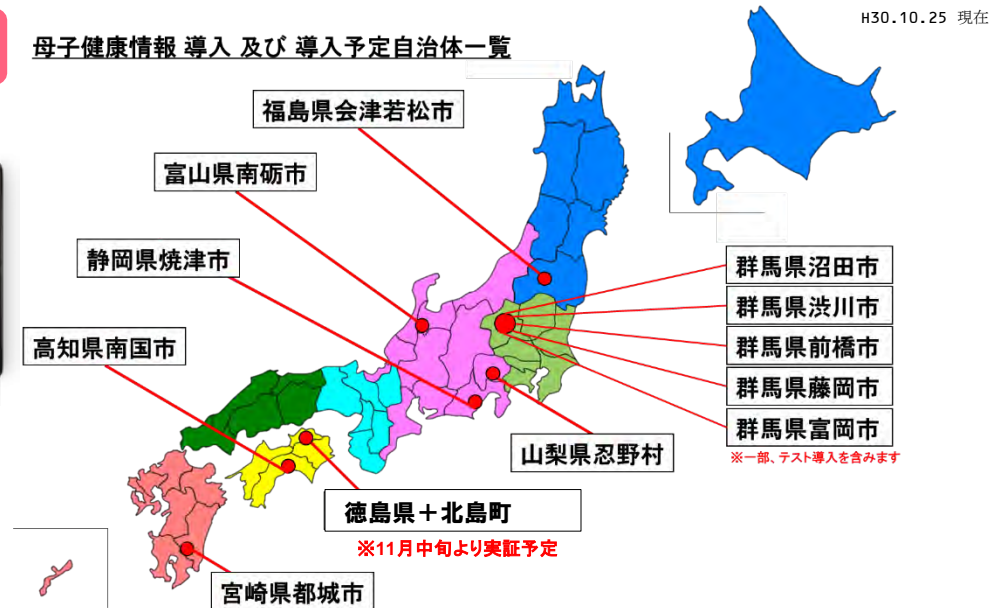 H30.10.25 現在
母子健康情報 導入 及び 導入予定自治体一覧
福島県会津若松市
富山県南砺市
静岡県焼津市
高知県南国市
群馬県沼田市
群馬県渋川市
群馬県前橋市
群馬県藤岡市
群馬県富岡市
※一部、テスト導入を含みます
山梨県忍野村
徳島県＋北島町
※11月中旬より実証予定
宮崎県都城市